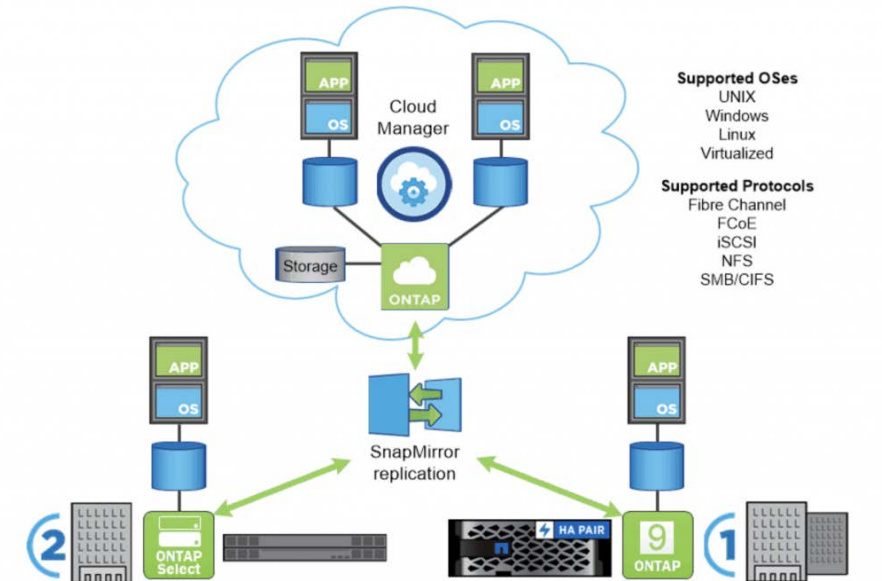 APP
OS
Cloud
Manager
APP
OS
Storage
ONTAP
Supported OSes
UNIX
Windows
Linux
Virtualized
Supported Protocols
Fibre Channel
FCoE
iSCSI
NFS
SMB/CIFS
APP
OS
SnapMirror
replication
APP
OS
2
ONTAP
Select
HA PAIR
9
ONTAP
1